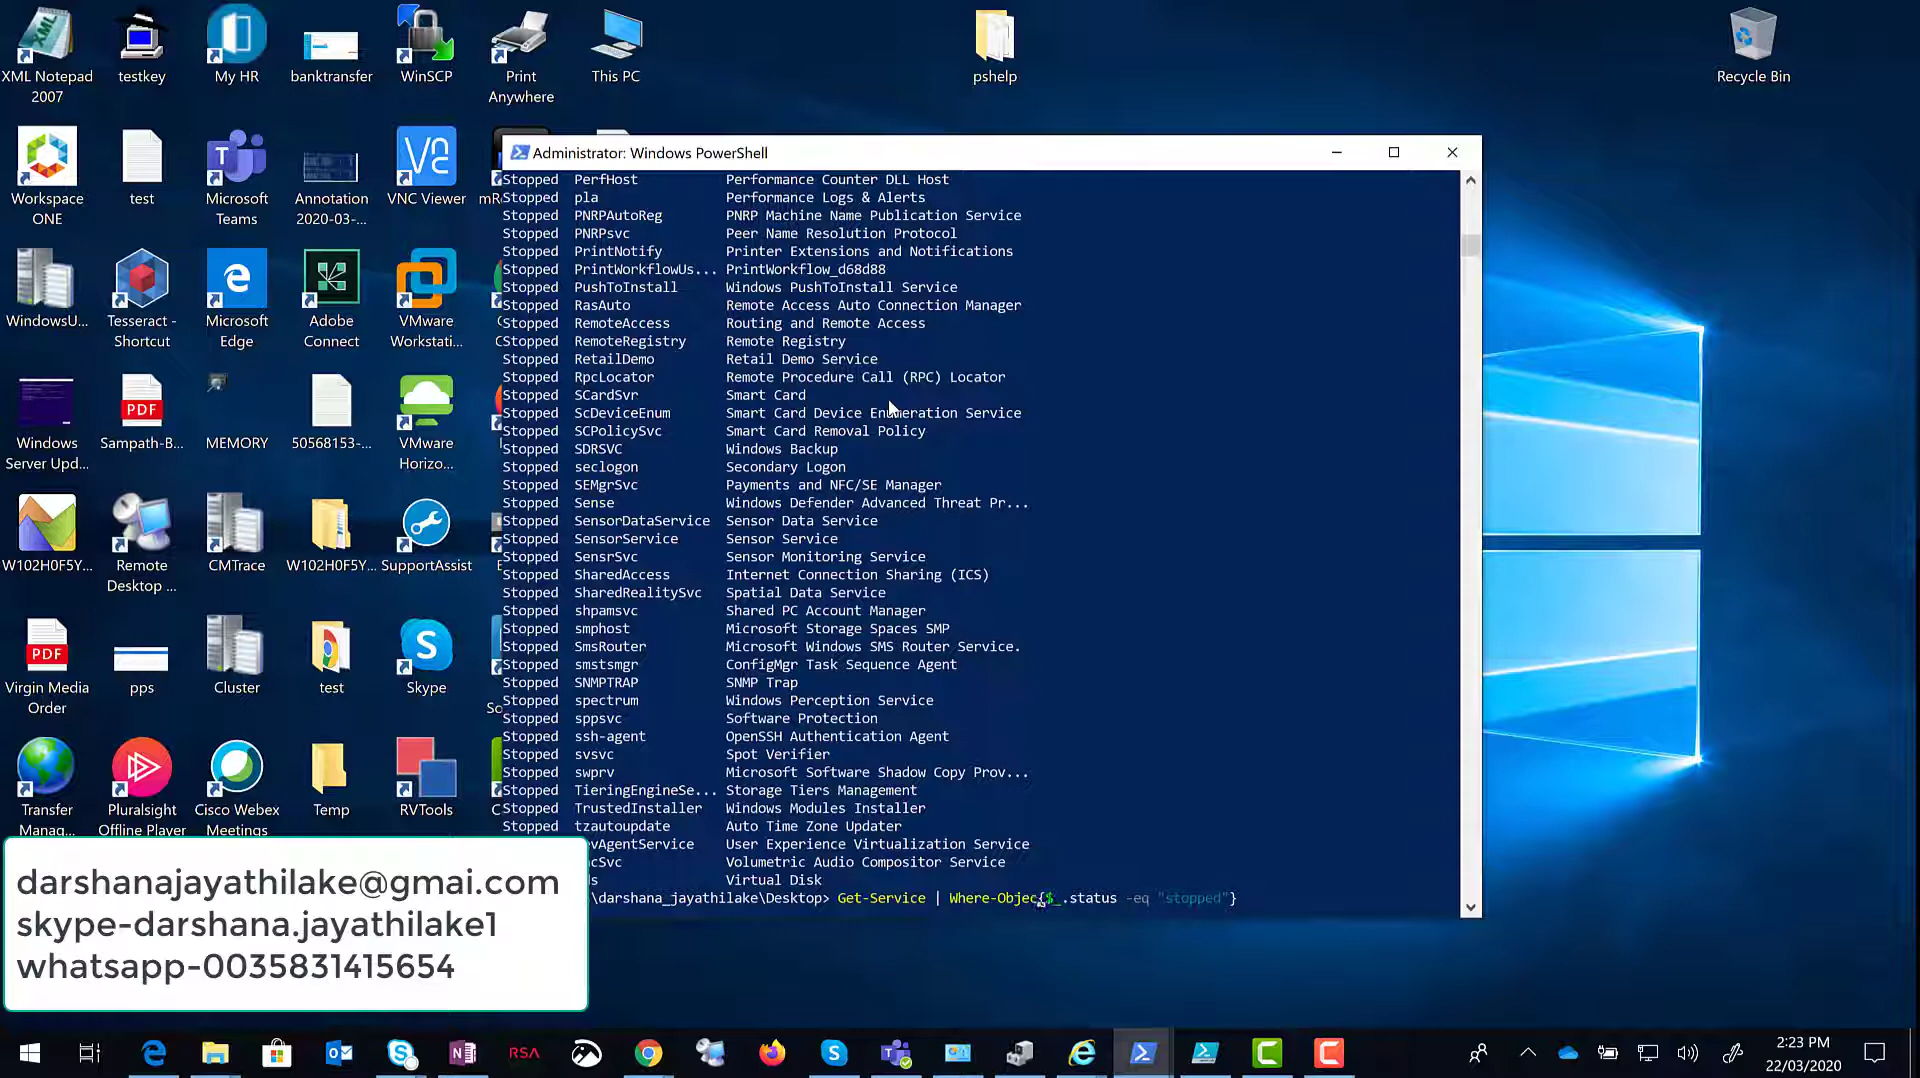 XML Notepad
2007
testkey
My HR
banktransfer
WinSCP
Print
Anywhere
This PC
pshelp
Recycle Bin
Workspace
ONE
test
Microsoft
Teams
Annotation
2020-03-...
VNC Viewer
WindowsU...
Tesseract -
Shortcut
Microsoft
Edge
Adobe
Connect
VMware
Workstati...
Windows
Server Upd...
Sampath-B...
MEMORY
50568153-...
VMware
Horizo...
W102H0F5Y...
Remote
Desktop ...
CMTrace
W102H0F5Y...
SupportAssist
Virgin Media
Order
pps
Cluster
test
Skype
Transfer
Manag...
Pluralsight
Offline Player
Cisco Webex
Meetings
Temp
RVTools
Administrator: Windows PowerShell
Stopped PerfHost Performance Counter DLL Host
Stopped pla Performance Logs & Alerts
Stopped PNRPAutoReg PNRP Machine Name Publication Service
Stopped PNRPsvc Peer Name Resolution Protocol
Stopped PrintNotify Printer Extensions and Notifications
Stopped PrintWorkflowUs... PrintWorkflow_d68d88
Stopped PushToInstall Windows PushToInstall Service
Stopped RasAuto Remote Access Auto Connection Manager
Stopped RemoteAccess Routing and Remote Access
Stopped RemoteRegistry Remote Registry
Stopped RetailDemo Retail Demo Service
Stopped RpcLocator Remote Procedure Call (RPC) Locator
Stopped SCardSvr Smart Card
Stopped ScDeviceEnum Smart Card Device Enumeration Service
Stopped SCPolicySvc Smart Card Removal Policy
Stopped SDRSVC Windows Backup
Stopped seclogon Secondary Logon
Stopped SEMgrSvc Payments and NFC/SE Manager
Stopped Sense Windows Defender Advanced Threat Pr...
Stopped SensorDataService Sensor Data Service
Stopped SensorService Sensor Service
Stopped SensrSvc Sensor Monitoring Service
Stopped SharedAccess Internet Connection Sharing (ICS)
Stopped SharedRealitySvc Spatial Data Service
Stopped shpamsvc Shared PC Account Manager
Stopped smphost Microsoft Storage Spaces SMP
Stopped SmsRouter Microsoft Windows SMS Router Service.
Stopped smstsmgr ConfigMgr Task Sequence Agent
Stopped SNMPTRAP SNMP Trap
Stopped spectrum Windows Perception Service
Stopped sppsvc Software Protection
Stopped ssh-agent OpenSSH Authentication Agent
Stopped svsvc Spot Verifier
Stopped swprv Microsoft Software Shadow Copy Prov...
Stopped TieringEngineSe... Storage Tiers Management
Stopped TrustedInstaller Windows Modules Installer
Stopped tzautoupdate Auto Time Zone Updater
vAgentService User Experience Virtualization Service
cSvc Volumetric Audio Compositor Service
ds Virtual Disk
\darshana_jayathilake\Desktop> Get-Service | Where-Objec{$_.status -eq "stopped"}
darshanajayathilake@gmai.com
skype-darshana.jayathilake1
whatsapp-0035831415654
RSA
2:23 PM
22/03/2020